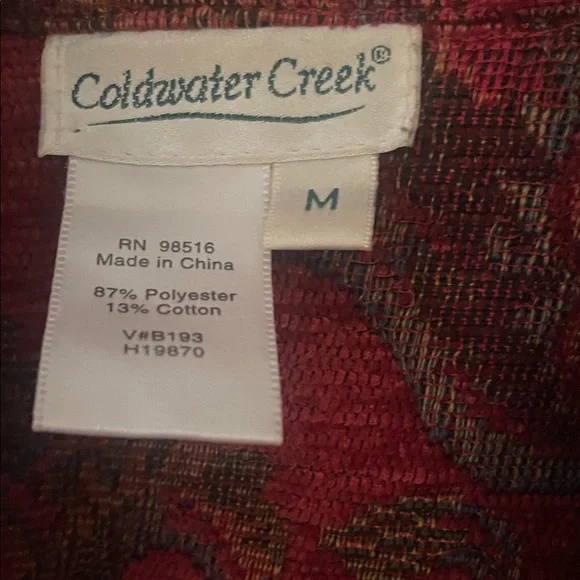 Coldwater Creek®
M
RN 98516
Made in China
87% Polyester
13% Cotton
V#B193
H19870